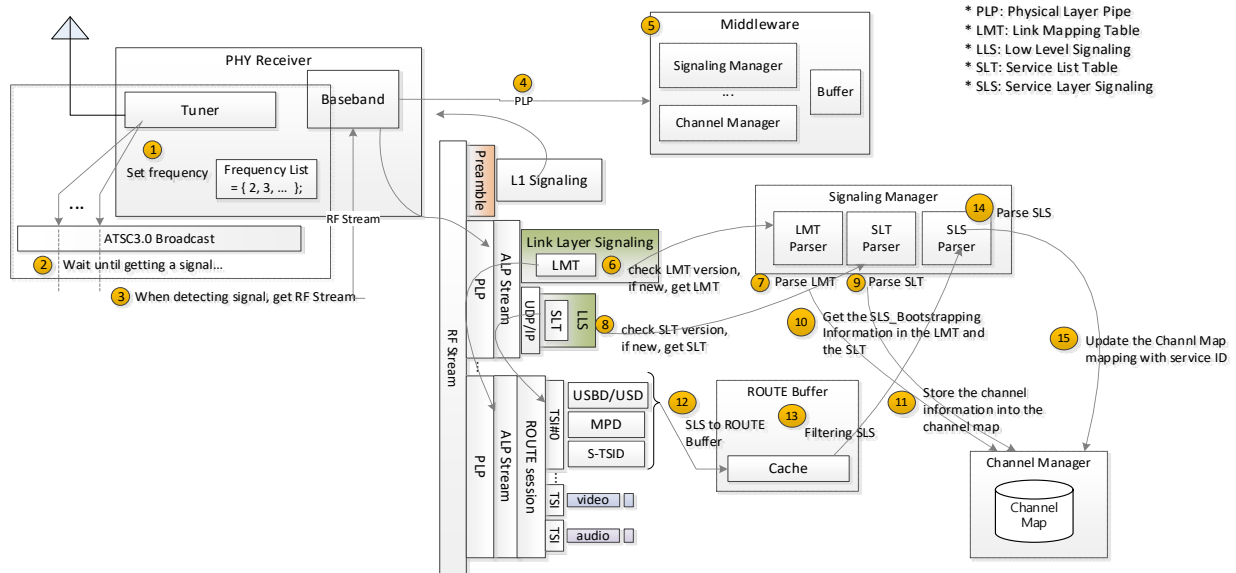 * PLP: Physical Layer Pipe
* LMT: Link Mapping Table
* LLS: Low Level Signaling
* SLT: Service List Table
* SLS: Service Layer Signaling
PHY Receiver
Tuner
Baseband
1
Set frequency
Frequency List
= { 2, 3, ... };
...
ATSC3.0 Broadcast
2
Wait until getting a signal…
3
When detecting signal, get RF Stream
RF Stream
4
PLP
5
Middleware
Signaling Manager
...
Channel Manager
Buffer
RF Stream
Preamble
L1 Signaling
PLP
ALP Stream
Link Layer Signaling
LMT
6
check LMT version,
if new, get LMT
UDP/IP
SLT
LLS
8
check SLT version,
if new, get SLT
...
PLP
ALP Stream
ROUTE session
TSI#0
USBD/USD
MPD
S-TSID
...
TSI
video
TSI
audio
12
SLS to ROUTE
Buffer
ROUTE Buffer
13
Filtering SLS
Cache
Signaling Manager
LMT
Parser
SLT
Parser
SLS
Parser
14
Parse SLS
7
Parse LMT
9
Parse SLT
10
Get the SLS_Bootstrapping
Information in the LMT and
the SLT
11
Store the channel
information into the
channel map
15
Update the Channl Map
mapping with service ID
Channel Manager
Channel
Map